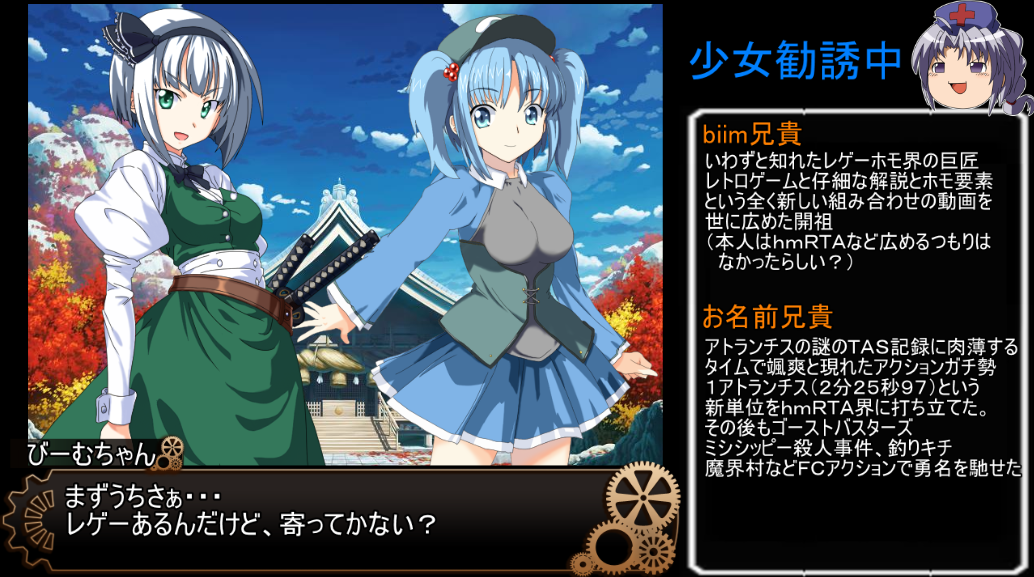 少女勧誘中
biim兄貴
いわずと知れたレゲーホモ界の巨匠
レトロゲームと仔細な解説とホモ要素
という全く新しい組み合わせの動画を
世に広めた開祖
(本人はhmRTAなど広めるつもりは
なかったらしい?)
お名前兄貴
アトランチスの謎のTAS記録に肉薄する
タイムで颯爽と現れたアクションガチ勢
1アトランチス(2分25秒97)という
新単位をhmRTA界に打ち立てた。
その後もゴーストバスターズ
ミシシッピー殺人事件、釣りキチ
魔界村などFCアクションで勇名を馳せた
びーむちゃん
まずうちさぁ・・・
レゲーあるんだけど、寄ってかない?